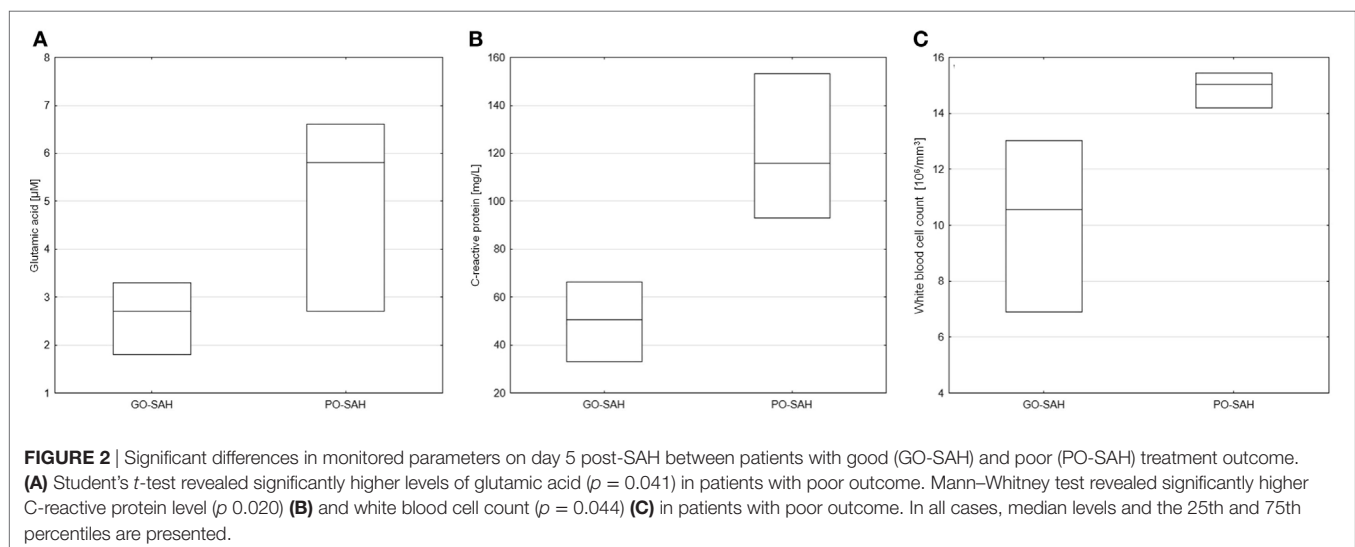 A
8
7
6
5
4
3
2
1
Glutamic acid [µM]
GO-SAH
PO-SAH
B
160
140
120
100
80
60
40
20
C-reactive protein [mg/L]
GO-SAH
PO-SAH
C
16
14
12
10
8
6
4
White blood cell count [10⁶/mm³]
GO-SAH
PO-SAH
FIGURE 2 | Significant differences in monitored parameters on day 5 post-SAH between patients with good (GO-SAH) and poor (PO-SAH) treatment outcome.
(A) Student's t-test revealed significantly higher levels of glutamic acid (p = 0.041) in patients with poor outcome. Mann–Whitney test revealed significantly higher
C-reactive protein level (p 0.020) (B) and white blood cell count (p = 0.044) (C) in patients with poor outcome. In all cases, median levels and the 25th and 75th
percentiles are presented.